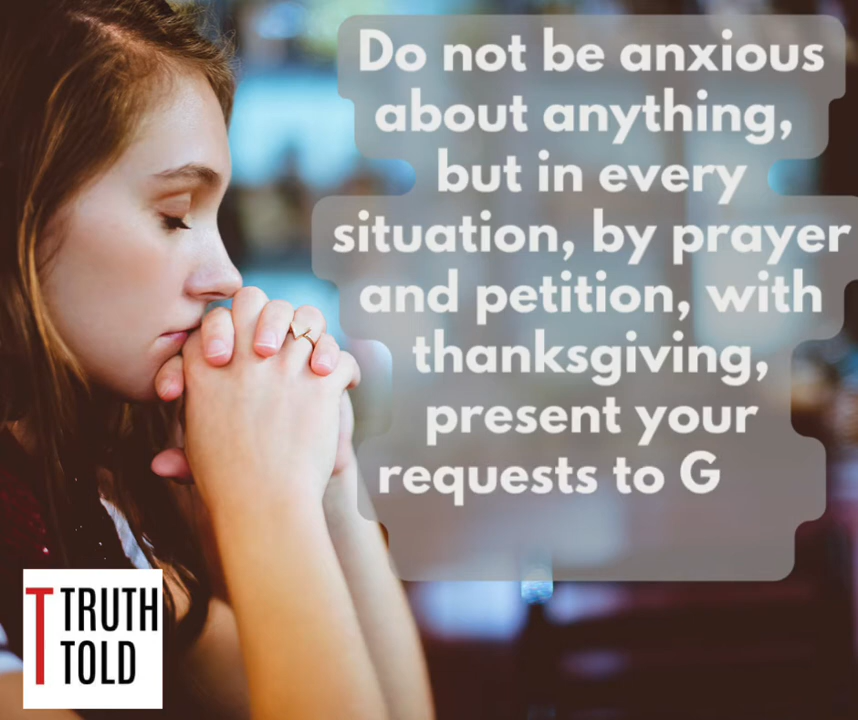 Do not be anxious
about anything,
but in every
situation, by prayer
and petition, with
thanksgiving,
present your
requests to G
TRUTH
TOLD